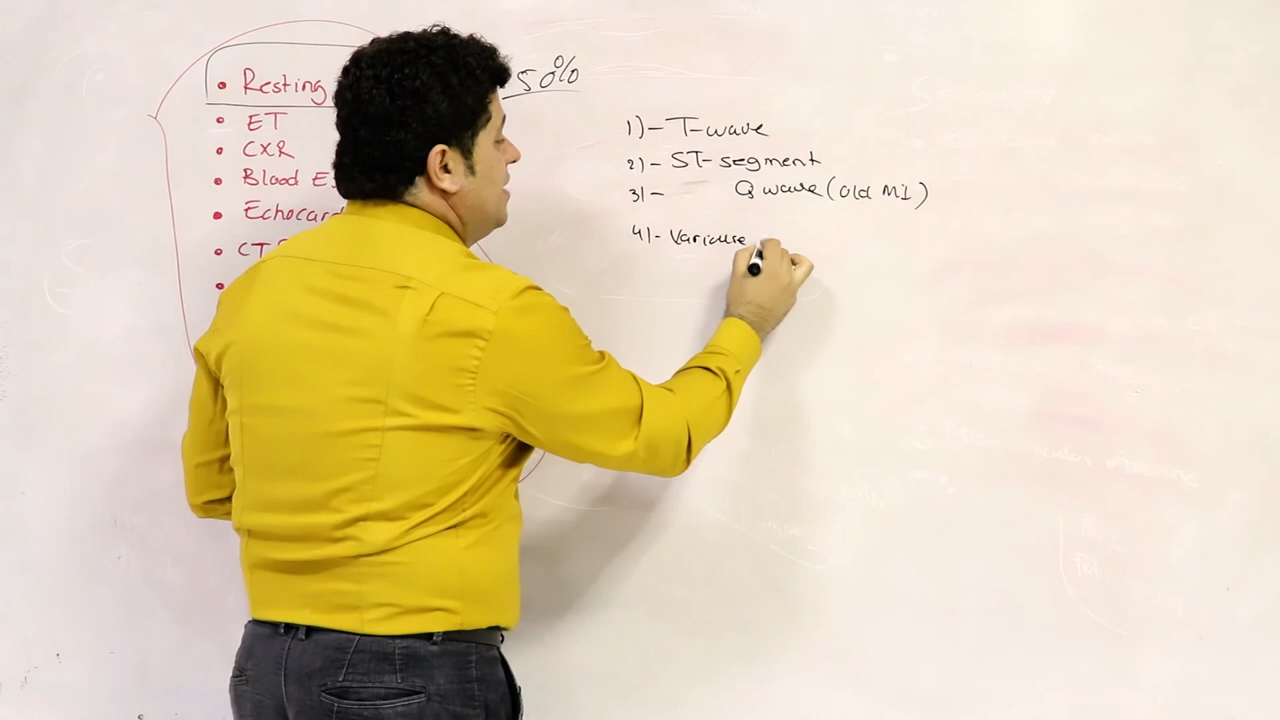 • Resting
50%
• ET
• CXR
• Blood
• Echocard
• CT
•
1)- T-wave
2)- ST-segment
3)- Q wave (old MI)
4)- Variouse